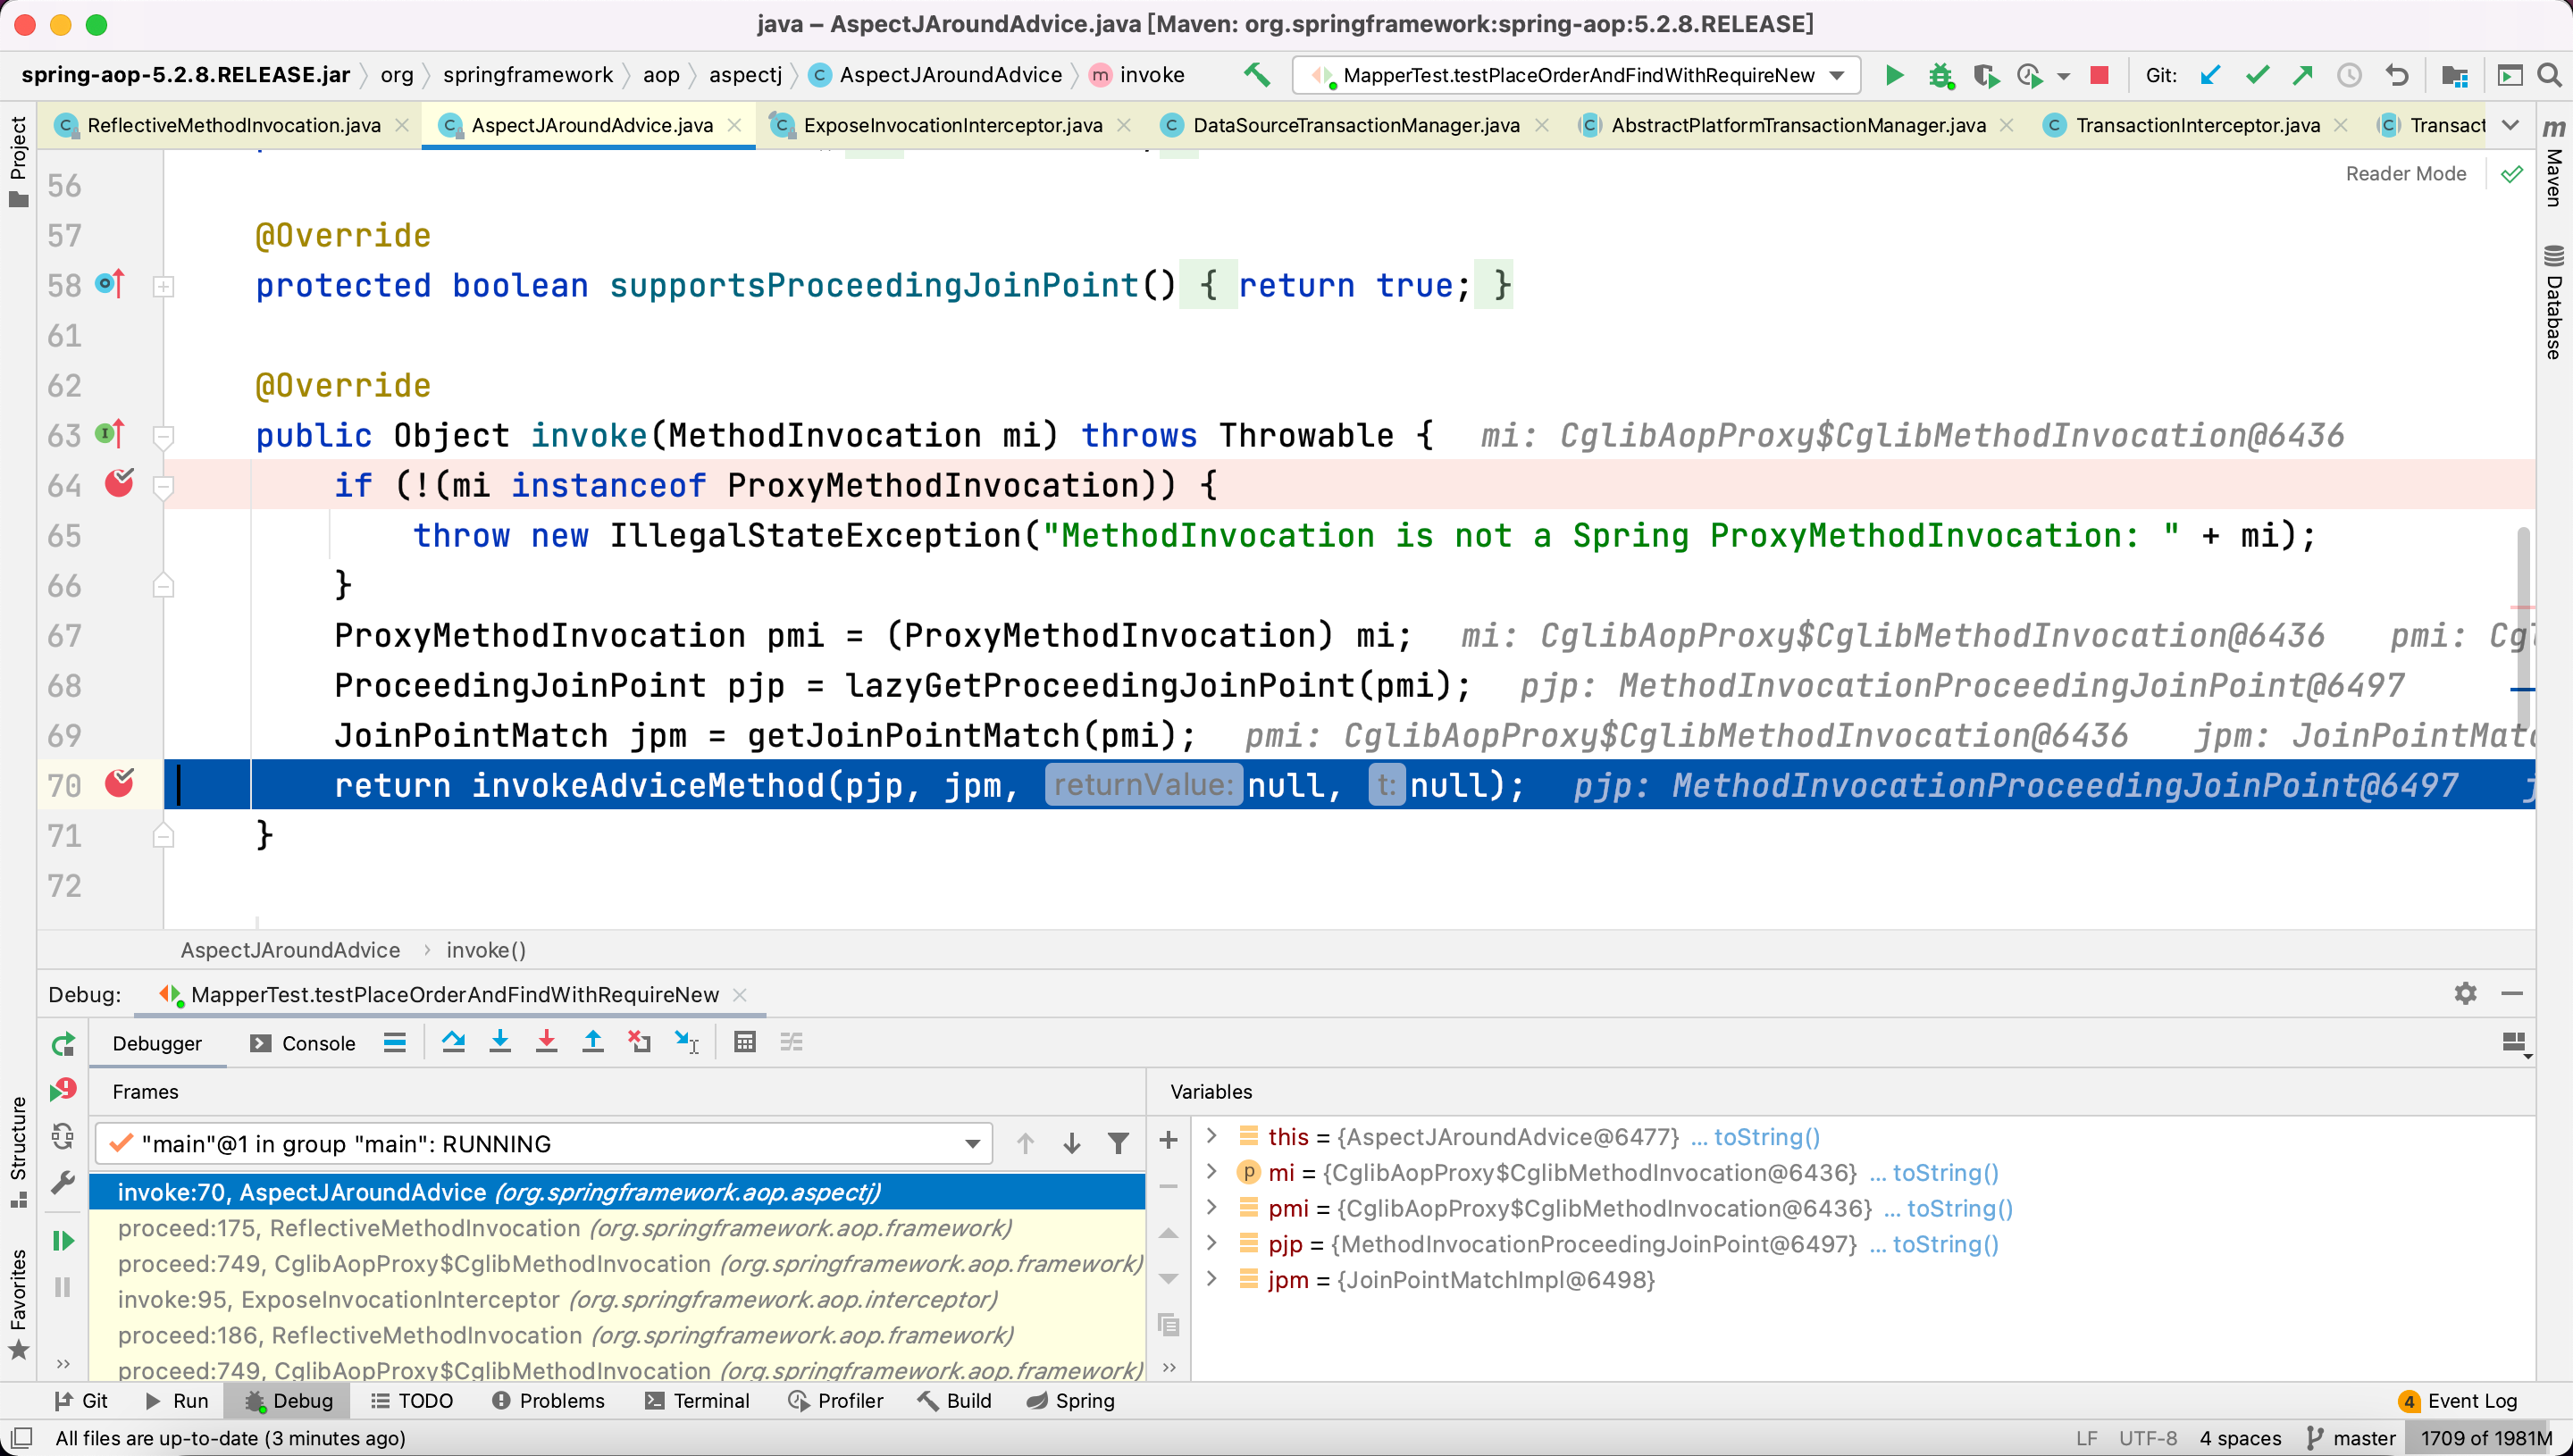 java – AspectJAroundAdvice.java [Maven: org.springframework:spring-aop:5.2.8.RELEASE]
spring-aop-5.2.8.RELEASE.jar org springframework aop aspectj C AspectJAroundAdvice m invoke MapperTest.testPlaceOrderAndFindWithRequireNew Git:
ReflectiveMethodInvocation.java AspectJAroundAdvice.java ExposeInvocationInterceptor.java DataSourceTransactionManager.java AbstractPlatformTransactionManager.java TransactionInterceptor.java Transact
Reader Mode
56
57 @Override
58 protected boolean supportsProceedingJoinPoint() { return true; }
61
62 @Override
63 public Object invoke(MethodInvocation mi) throws Throwable { mi: CglibAopProxy$CglibMethodInvocation@6436
64 if (!(mi instanceof ProxyMethodInvocation)) {
65 throw new IllegalStateException("MethodInvocation is not a Spring ProxyMethodInvocation: " + mi);
66 }
67 ProxyMethodInvocation pmi = (ProxyMethodInvocation) mi; mi: CglibAopProxy$CglibMethodInvocation@6436 pmi: Cgl
68 ProceedingJoinPoint pjp = lazyGetProceedingJoinPoint(pmi); pjp: MethodInvocationProceedingJoinPoint@6497
69 JoinPointMatch jpm = getJoinPointMatch(pmi); pmi: CglibAopProxy$CglibMethodInvocation@6436 jpm: JoinPointMatc
70 return invokeAdviceMethod(pjp, jpm, returnValue: null, t: null); pjp: MethodInvocationProceedingJoinPoint@6497 j
71 }
72
AspectJAroundAdvice › invoke()
Debug: MapperTest.testPlaceOrderAndFindWithRequireNew
Debugger Console
Frames
"main"@1 in group "main": RUNNING
invoke:70, AspectJAroundAdvice (org.springframework.aop.aspectj)
proceed:175, ReflectiveMethodInvocation (org.springframework.aop.framework)
proceed:749, CglibAopProxy$CglibMethodInvocation (org.springframework.aop.framework)
invoke:95, ExposeInvocationInterceptor (org.springframework.aop.interceptor)
proceed:186, ReflectiveMethodInvocation (org.springframework.aop.framework)
proceed:749, CglibAopProxy$CglibMethodInvocation (org.springframework.aop.framework)
Variables
this = {AspectJAroundAdvice@6477} ... toString()
p mi = {CglibAopProxy$CglibMethodInvocation@6436} ... toString()
pmi = {CglibAopProxy$CglibMethodInvocation@6436} ... toString()
pjp = {MethodInvocationProceedingJoinPoint@6497} ... toString()
jpm = {JoinPointMatchImpl@6498}
Project
Structure
Favorites
m Maven
Database
Git Run Debug TODO Problems Terminal Profiler Build Spring 4 Event Log
All files are up-to-date (3 minutes ago) LF UTF-8 4 spaces master 1709 of 1981M